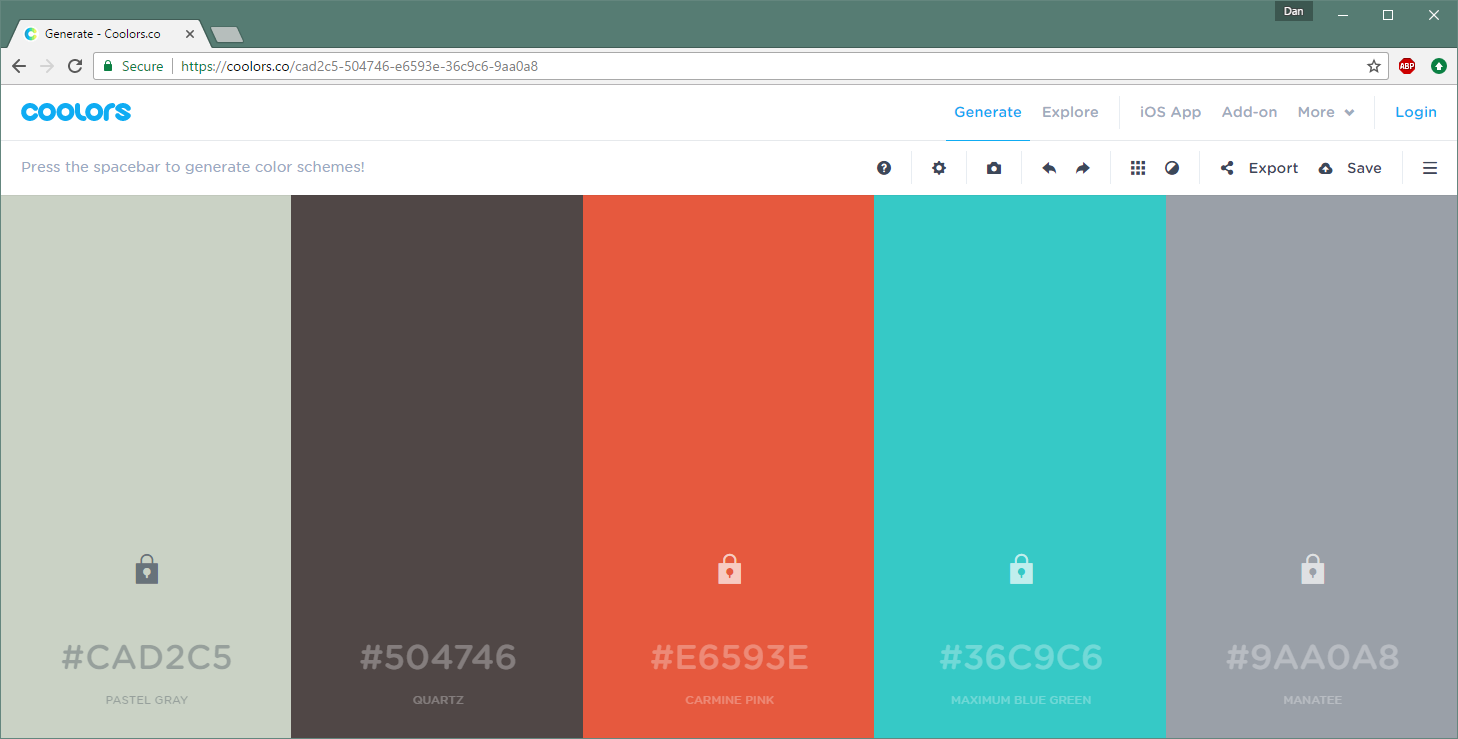 Dan
Generate - Coolors.co
Secure https://coolors.co/cad2c5-504746-e6593e-36c9c6-9aa0a8 ABP
coolors Generate Explore iOS App Add-on More Login
Press the spacebar to generate color schemes! ? Export Save
#CAD2C5 #504746 #E6593E #36C9C6 #9AA0A8
PASTEL GRAY QUARTZ CARMINE PINK MAXIMUM BLUE GREEN MANATEE